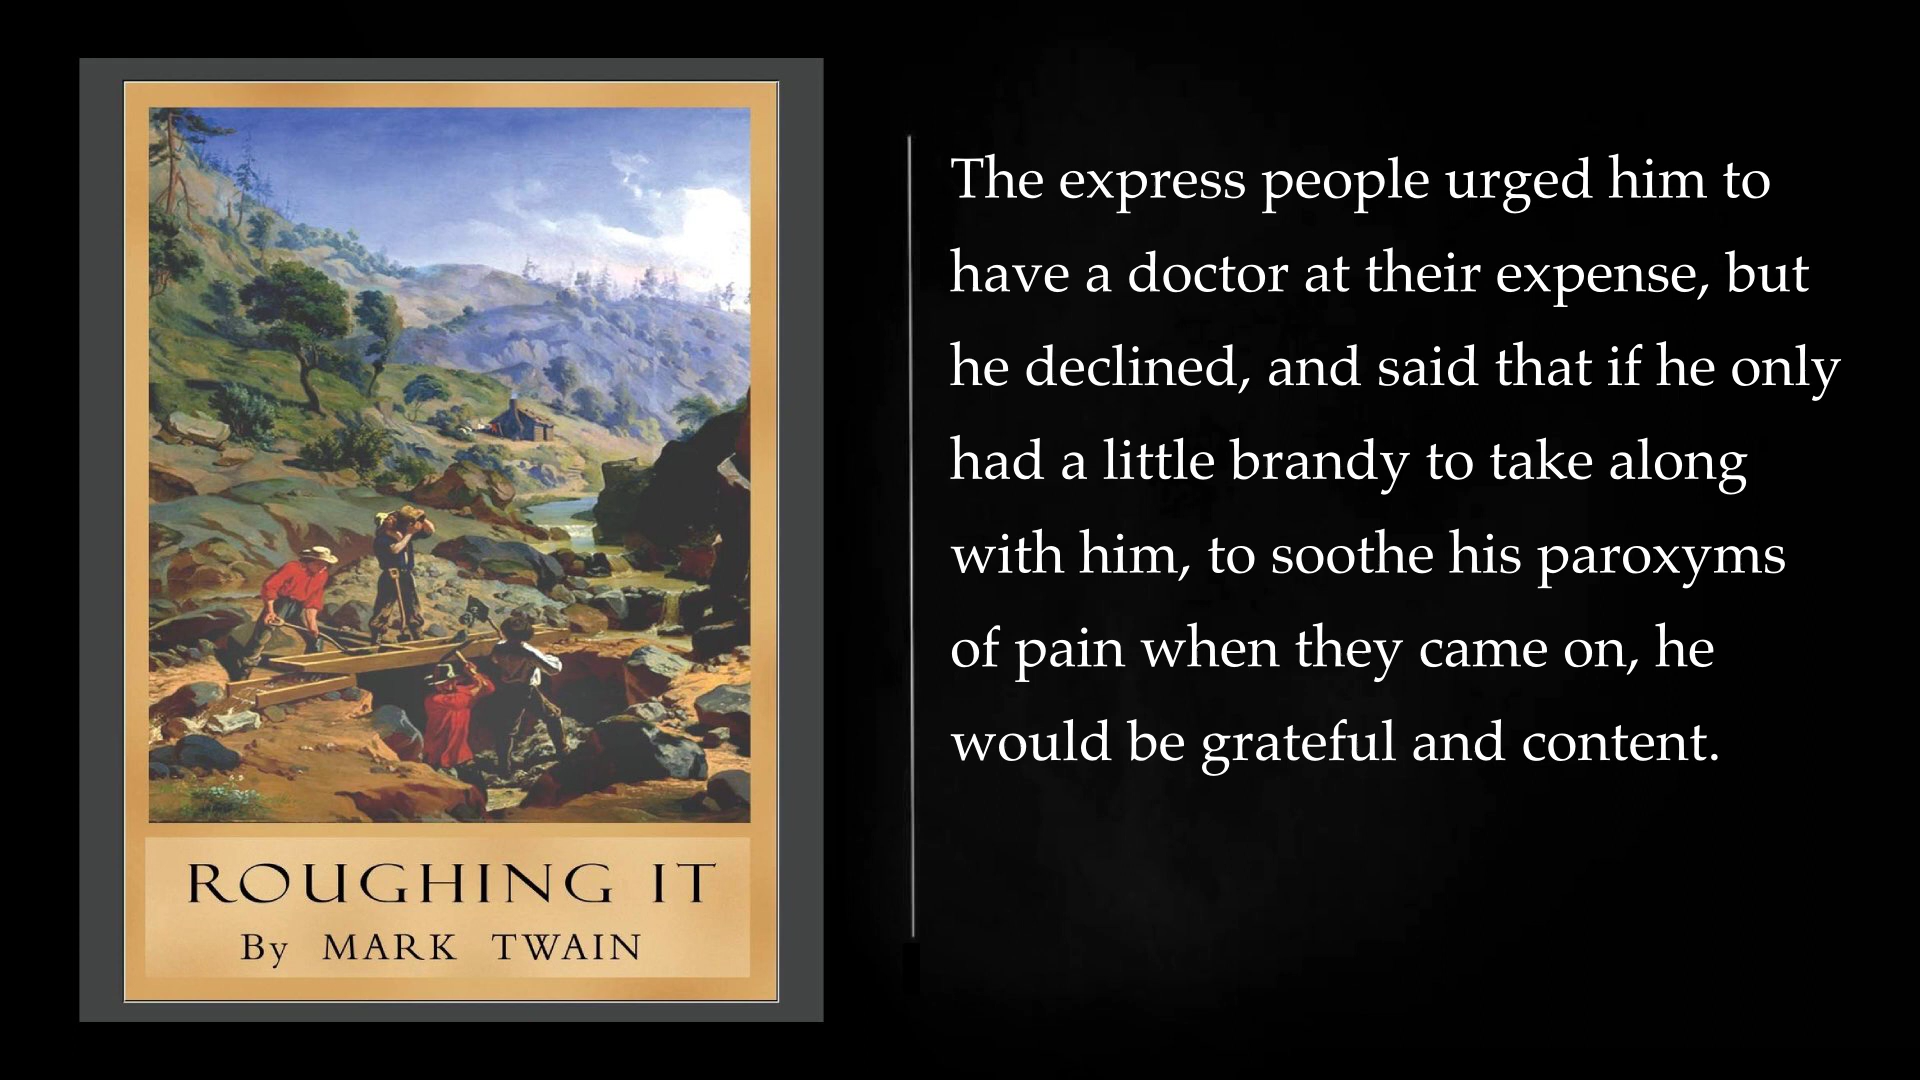 ROUGHING IT
By MARK TWAIN
The express people urged him to
have a doctor at their expense, but
he declined, and said that if he only
had a little brandy to take along
with him, to soothe his paroxyms
of pain when they came on, he
would be grateful and content.